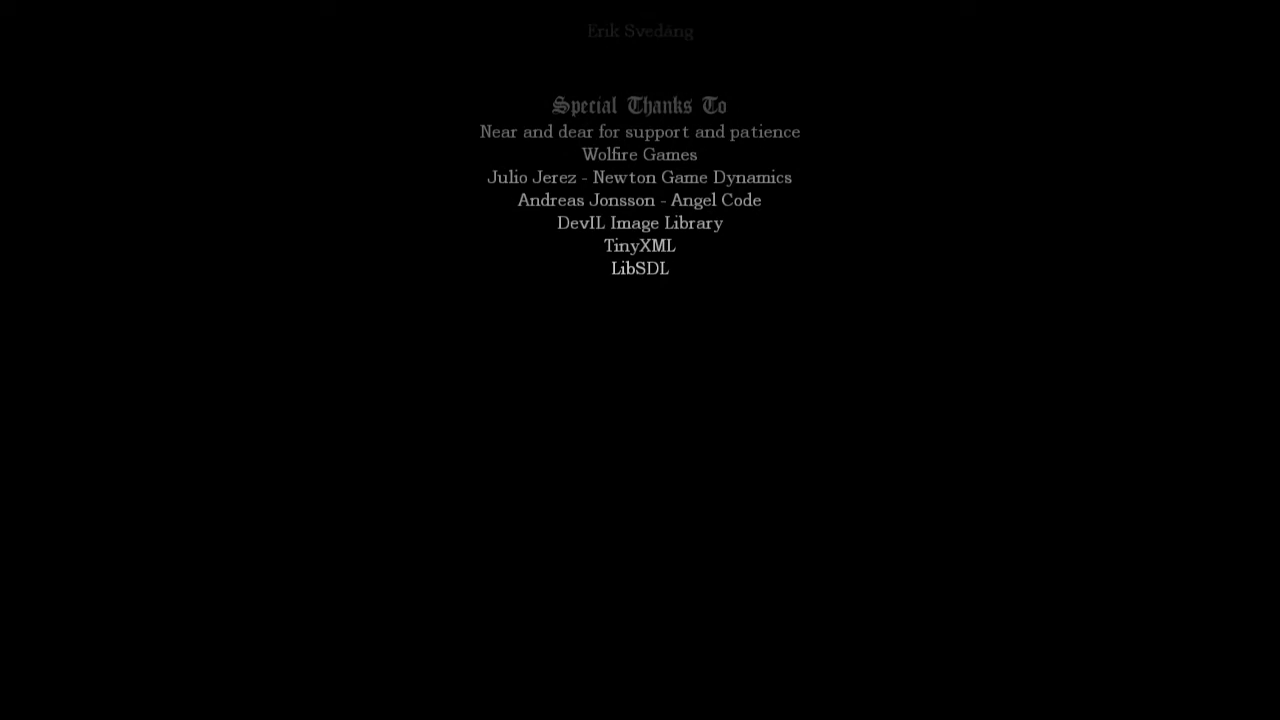 Erik Svedäng
Special Thanks To
Near and dear for support and patience
Wolfire Games
Julio Jerez - Newton Game Dynamics
Andreas Jonsson - Angel Code
DevIL Image Library
TinyXML
LibSDL